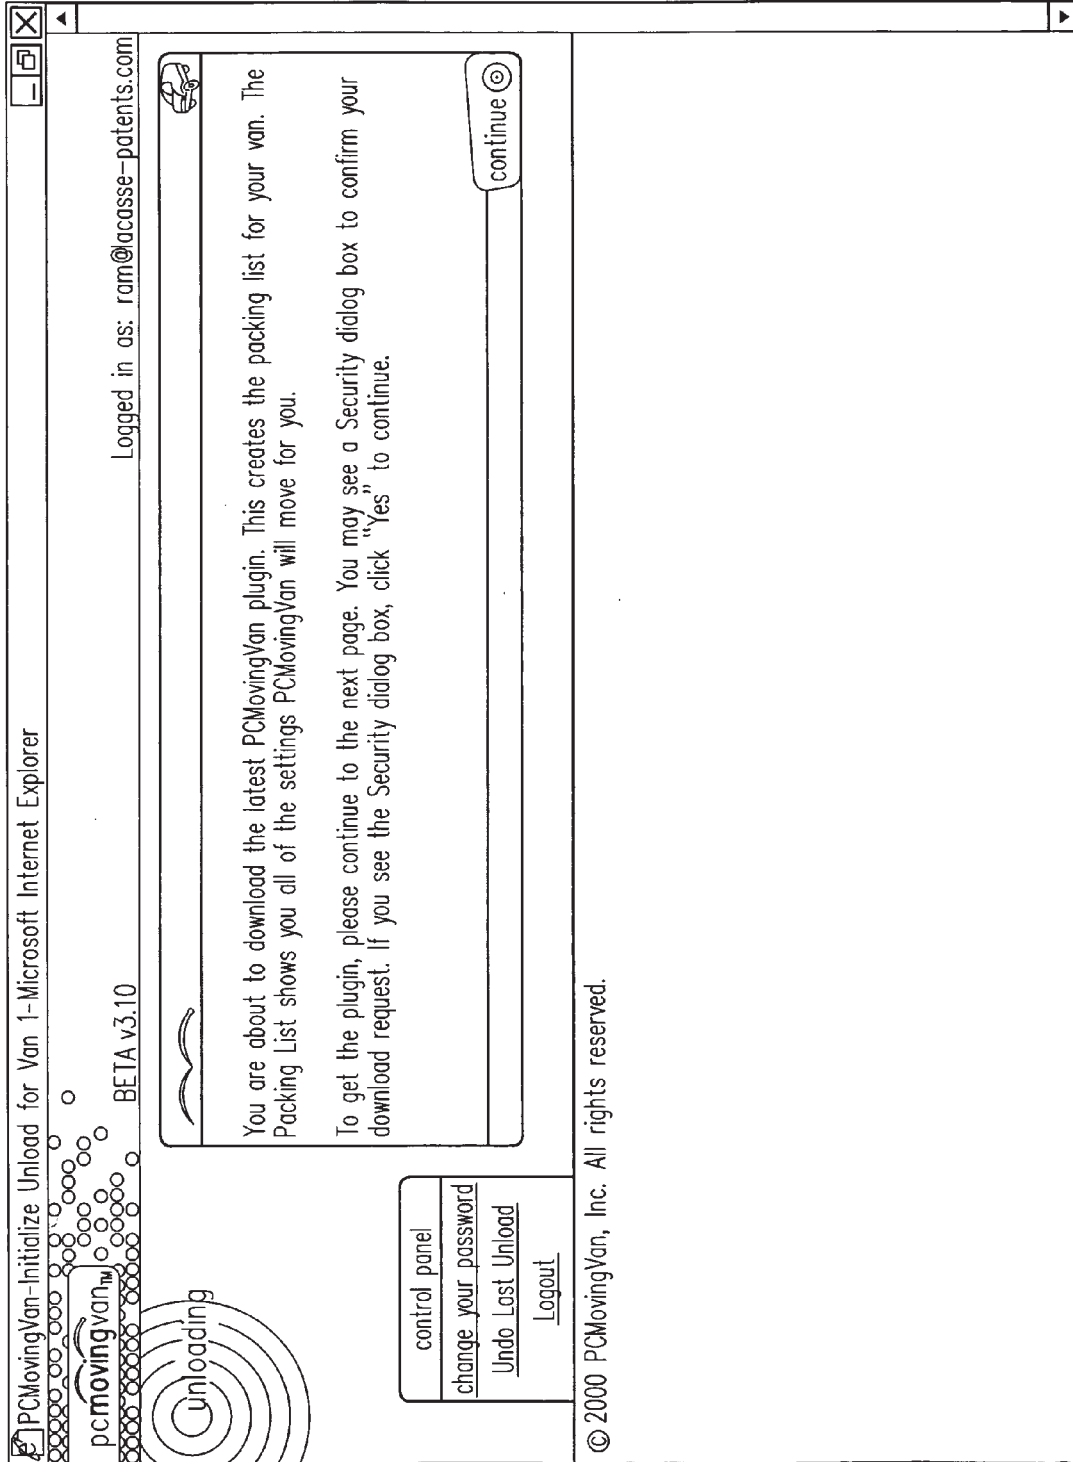 PCMovingVan-Initialize Unload for Van 1-Microsoft Internet Explorer
pcmovingvan™
BETA v3.10
Logged in as: ram@lacasse-patents.com
unloading
You are about to download the latest PCMovingVan plugin. This creates the packing list for your van. The
Packing List shows you all of the settings PCMovingVan will move for you.
To get the plugin, please continue to the next page. You may see a Security dialog box to confirm your
download request. If you see the Security dialog box, click "Yes" to continue.
continue
control panel
change your password
Undo Last Unload
Logout
© 2000 PCMovingVan, Inc. All rights reserved.